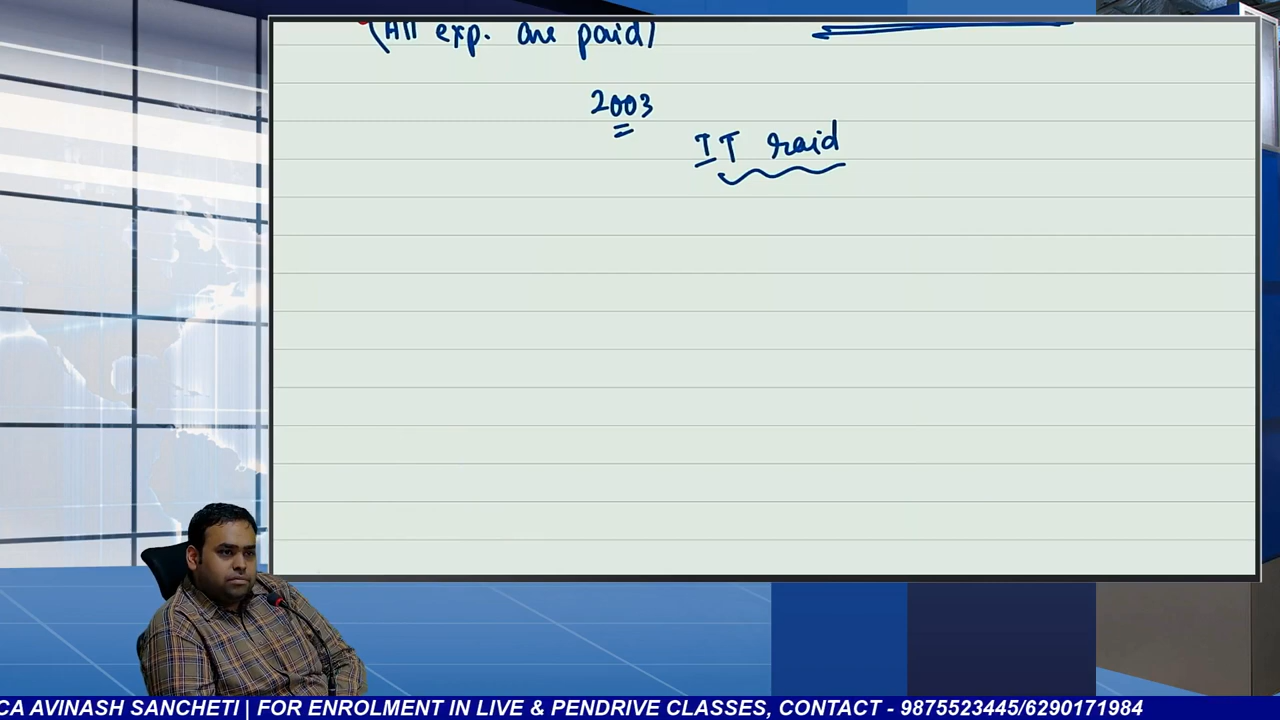 (All exp. are paid)
2003
IT raid
CA AVINASH SANCHETI | FOR ENROLMENT IN LIVE & PENDRIVE CLASSES, CONTACT - 9875523445/6290171984